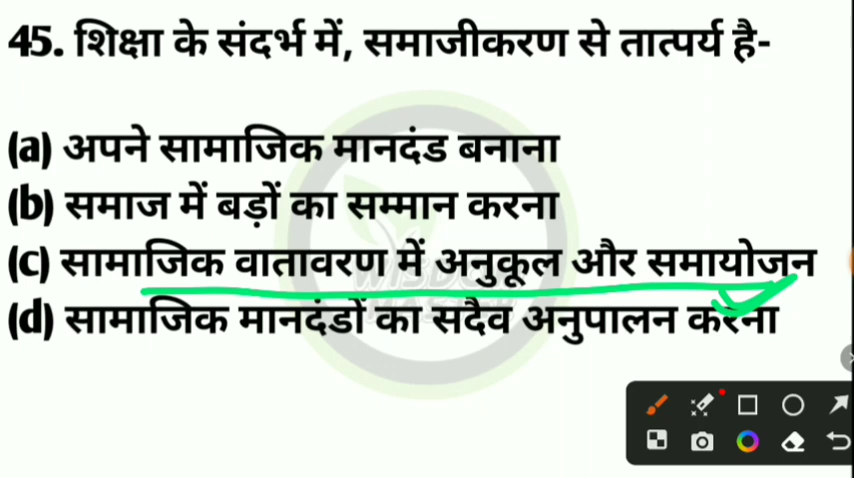 45. शिक्षा के संदर्भ में, समाजीकरण से तात्पर्य है-
(a) अपने सामाजिक मानदंड बनाना
(b) समाज में बड़ों का सम्मान करना
(c) सामाजिक वातावरण में अनुकूल और समायोजन
(d) सामाजिक मानदंडों का सदैव अनुपालन करना